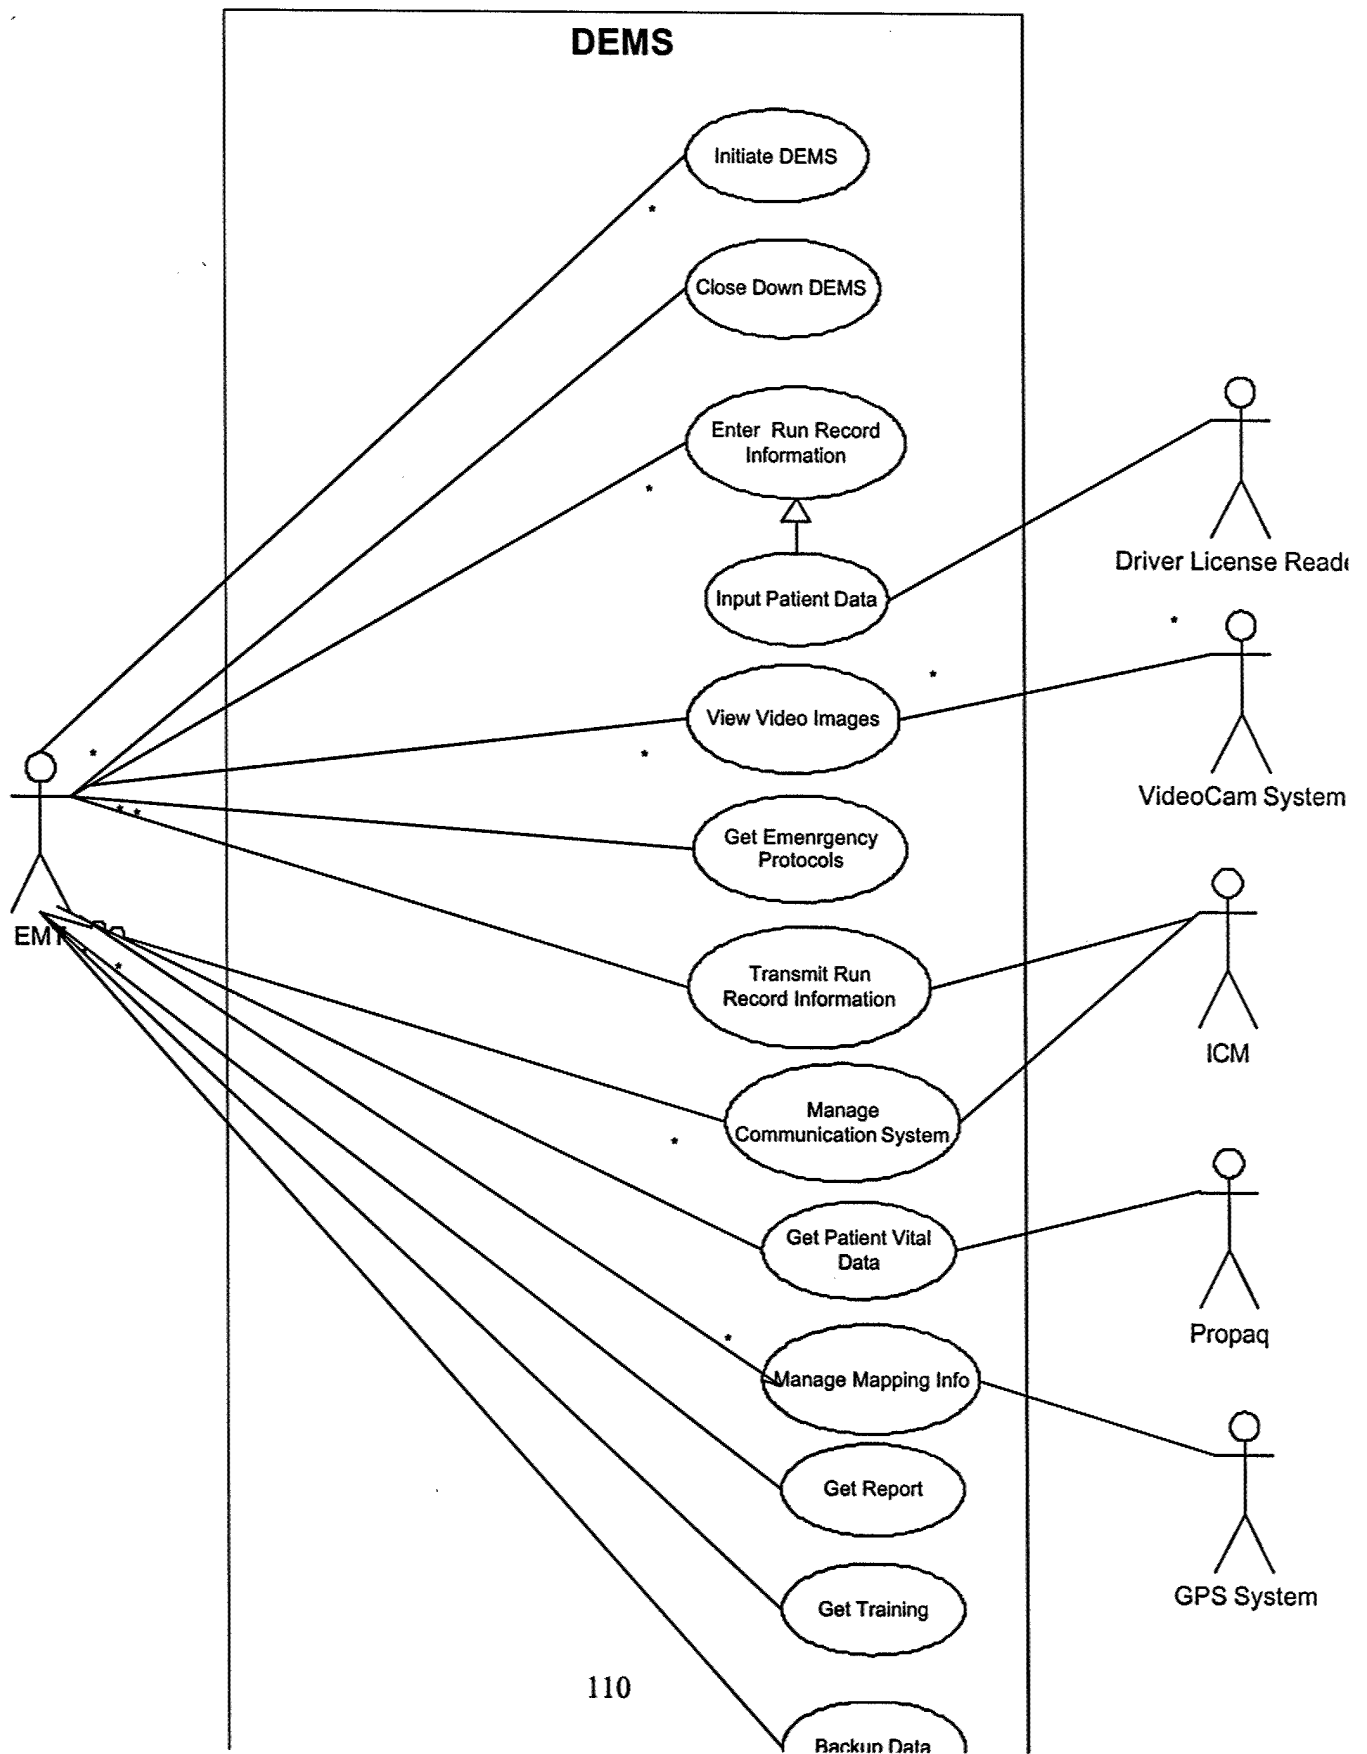 DEMS
Initiate DEMS
*
Close Down DEMS
Enter Run Record
Information
*
Driver License Reade
Input Patient Data
*
*
View Video Images
*
*
VideoCam System
* *
Get Emenrgency
Protocols
EMT
*
Transmit Run
Record Information
ICM
Manage
Communication System
*
Get Patient Vital
Data
Propaq
*
Manage Mapping Info
Get Report
GPS System
Get Training
110
Backup Data